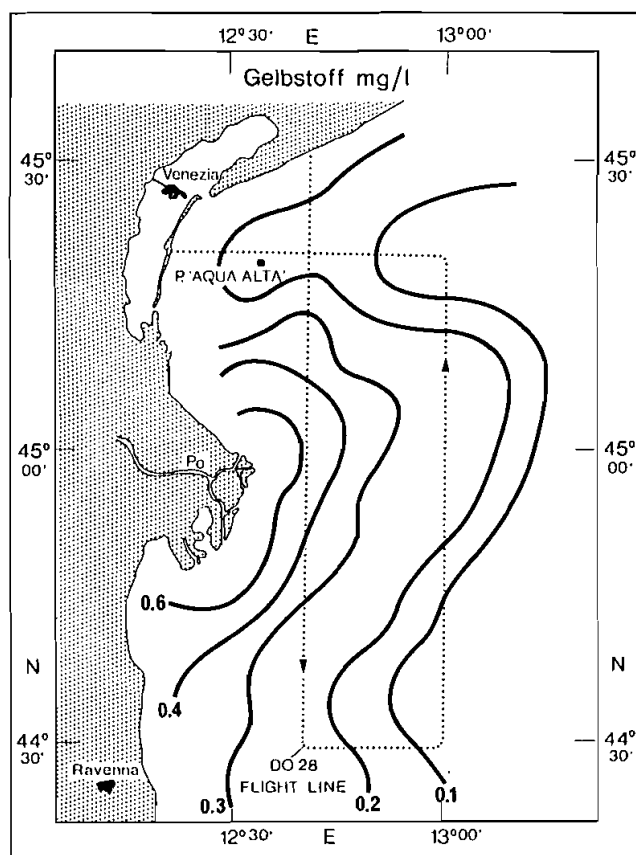 12° 30' E 13° 00'
Gelbstoff mg/l
45° 30' 45° 30'
Venezia
P. 'AQUA ALTA'
45° 00' 45° 00'
Po
0.6
0.4
N N
44° 30' 44° 30'
Ravenna
DO 28
FLIGHT LINE
0.3 0.2 0.1
12° 30' E 13° 00'